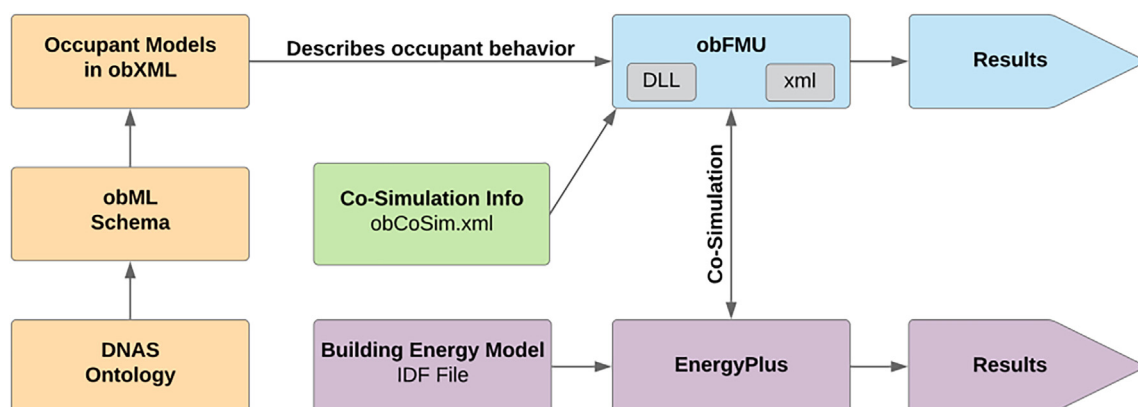 Occupant Models
in obXML
Describes occupant behavior
obFMU
DLL
xml
Results
obML
Schema
Co-Simulation Info
obCoSim.xml
Co-Simulation
DNAS
Ontology
Building Energy Model
IDF File
EnergyPlus
Results